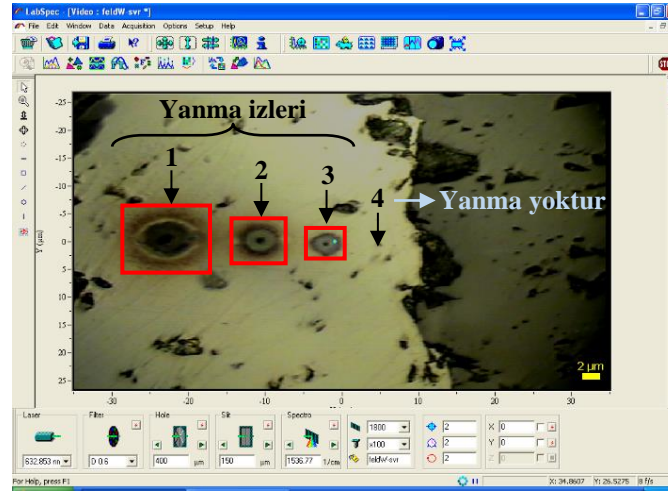 LabSpec - [Video : feldW-svr *]
File Edit Window Data Acquisition Options Setup Help
STO
Yanma izleri
1 2 3 4
Yanma yoktur
-25
-20
-15
-10
-5
0
5
10
15
20
25
Y (µm)
2 µm
-30 -20 -10 0 10 20 30
Laser Filter Hole Slit Spectro
632.853 nm D 0.6 400 µm 150 µm 1536.77 1/cm
1800 x100 feldW-svr
2 2 2
X 0
Y 0
Z 0
For Help, press F1
X: 34.8607 Y: 26.5275 8 f/s